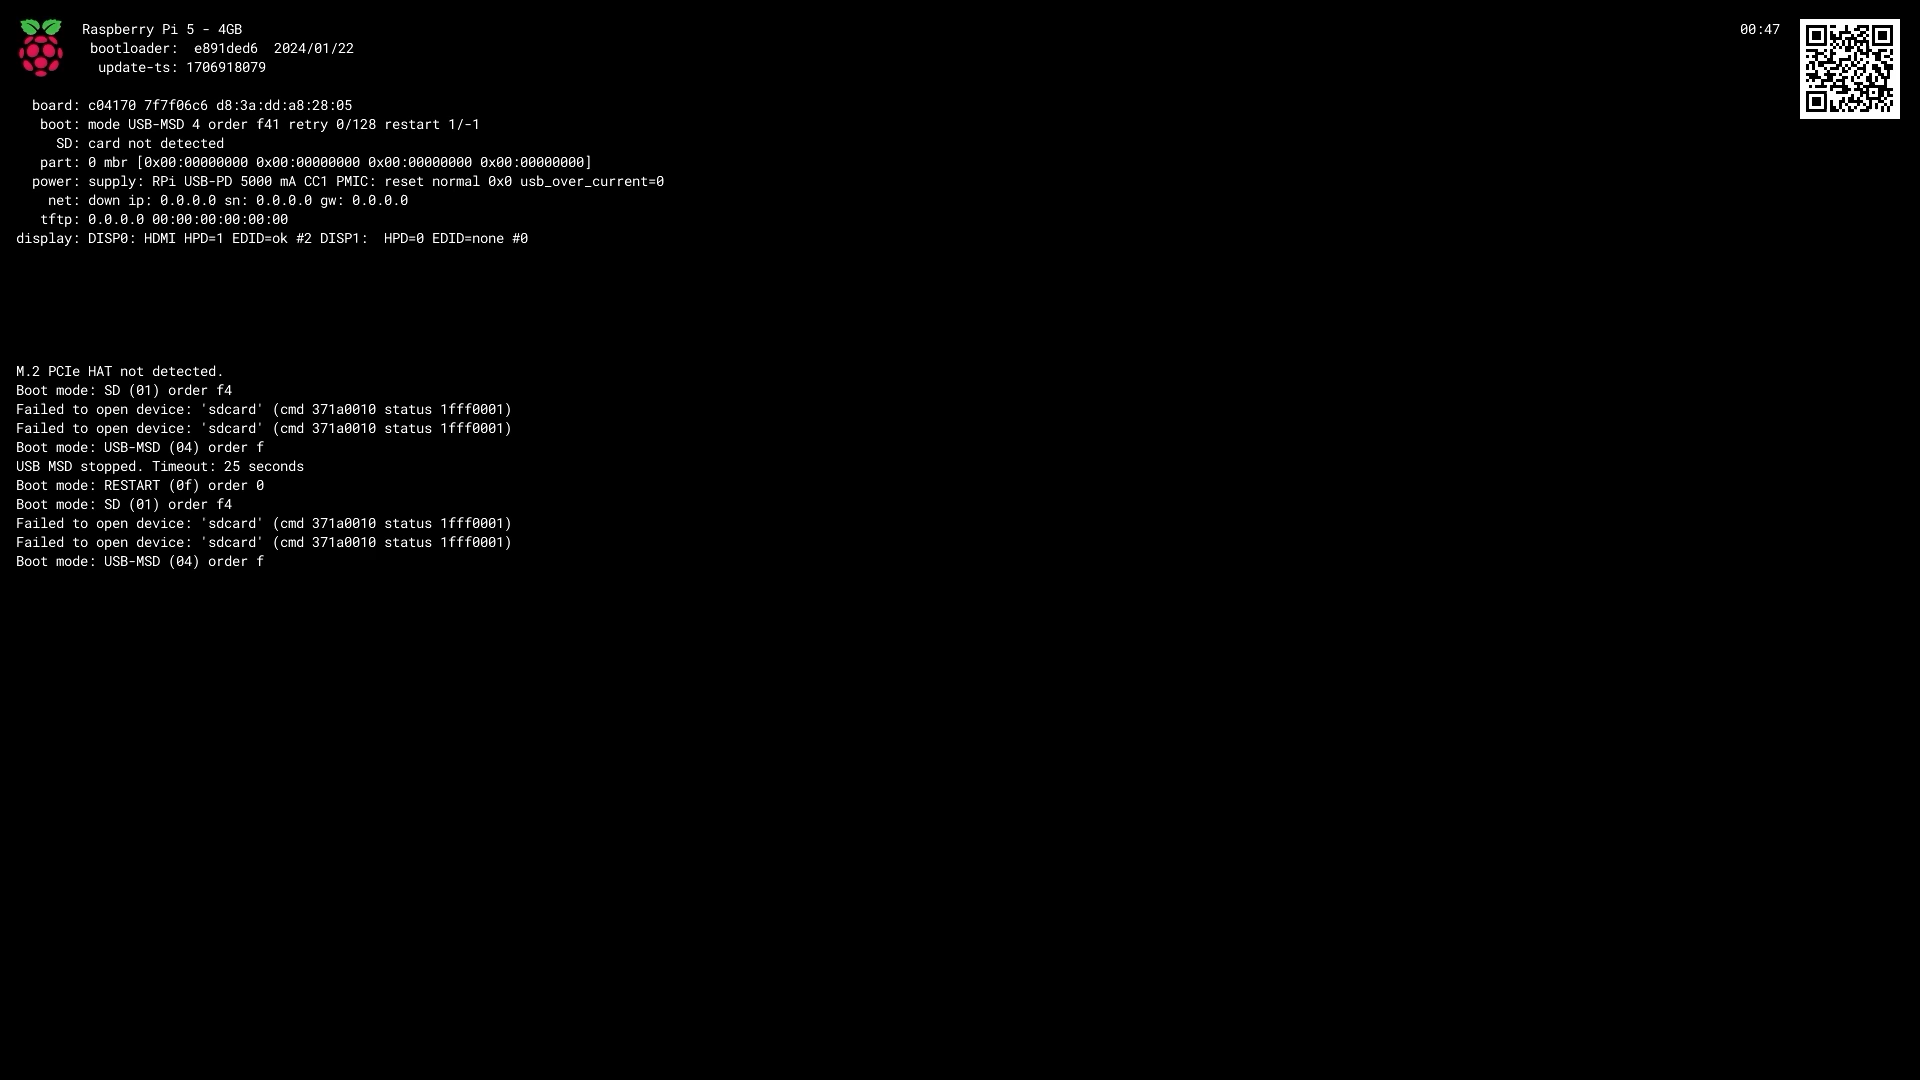 Raspberry Pi 5 - 4GB
bootloader: e891ded6 2024/01/22
update-ts: 1706918079
00:47
board: c04170 7f7f06c6 d8:3a:dd:a8:28:05
boot: mode USB-MSD 4 order f41 retry 0/128 restart 1/-1
SD: card not detected
part: 0 mbr [0x00:00000000 0x00:00000000 0x00:00000000 0x00:00000000]
power: supply: RPi USB-PD 5000 mA CC1 PMIC: reset normal 0x0 usb_over_current=0
net: down ip: 0.0.0.0 sn: 0.0.0.0 gw: 0.0.0.0
tftp: 0.0.0.0 00:00:00:00:00:00
display: DISP0: HDMI HPD=1 EDID=ok #2 DISP1:  HPD=0 EDID=none #0
M.2 PCIe HAT not detected.
Boot mode: SD (01) order f4
Failed to open device: 'sdcard' (cmd 371a0010 status 1fff0001)
Failed to open device: 'sdcard' (cmd 371a0010 status 1fff0001)
Boot mode: USB-MSD (04) order f
USB MSD stopped. Timeout: 25 seconds
Boot mode: RESTART (0f) order 0
Boot mode: SD (01) order f4
Failed to open device: 'sdcard' (cmd 371a0010 status 1fff0001)
Failed to open device: 'sdcard' (cmd 371a0010 status 1fff0001)
Boot mode: USB-MSD (04) order f